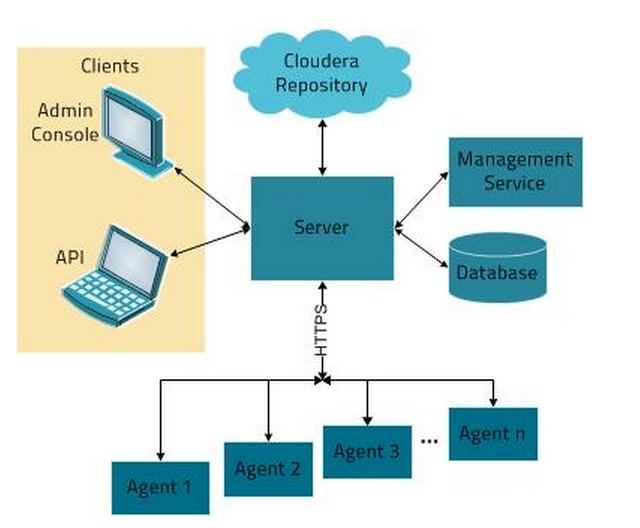 Clients
Admin
Console
API
Cloudera
Repository
Server
Management
Service
Database
HTTPS
Agent 1
Agent 2
Agent 3
...
Agent n